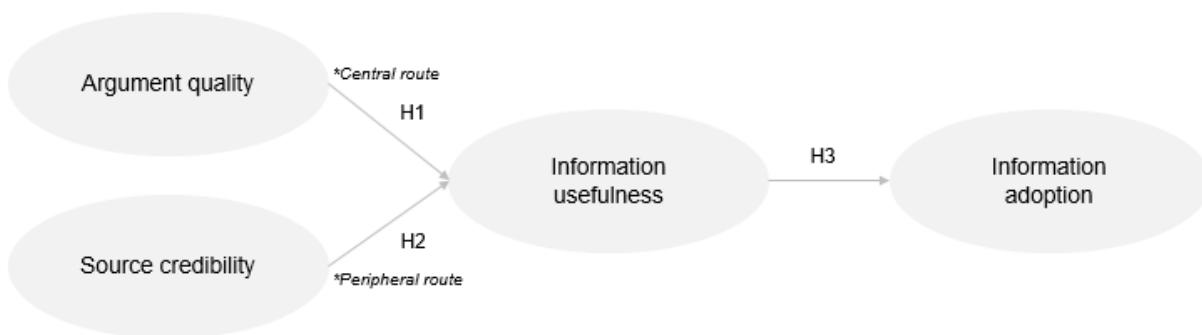 Argument quality
*Central route
H1
Information
usefulness
H3
Information
adoption
Source credibility
H2
*Peripheral route